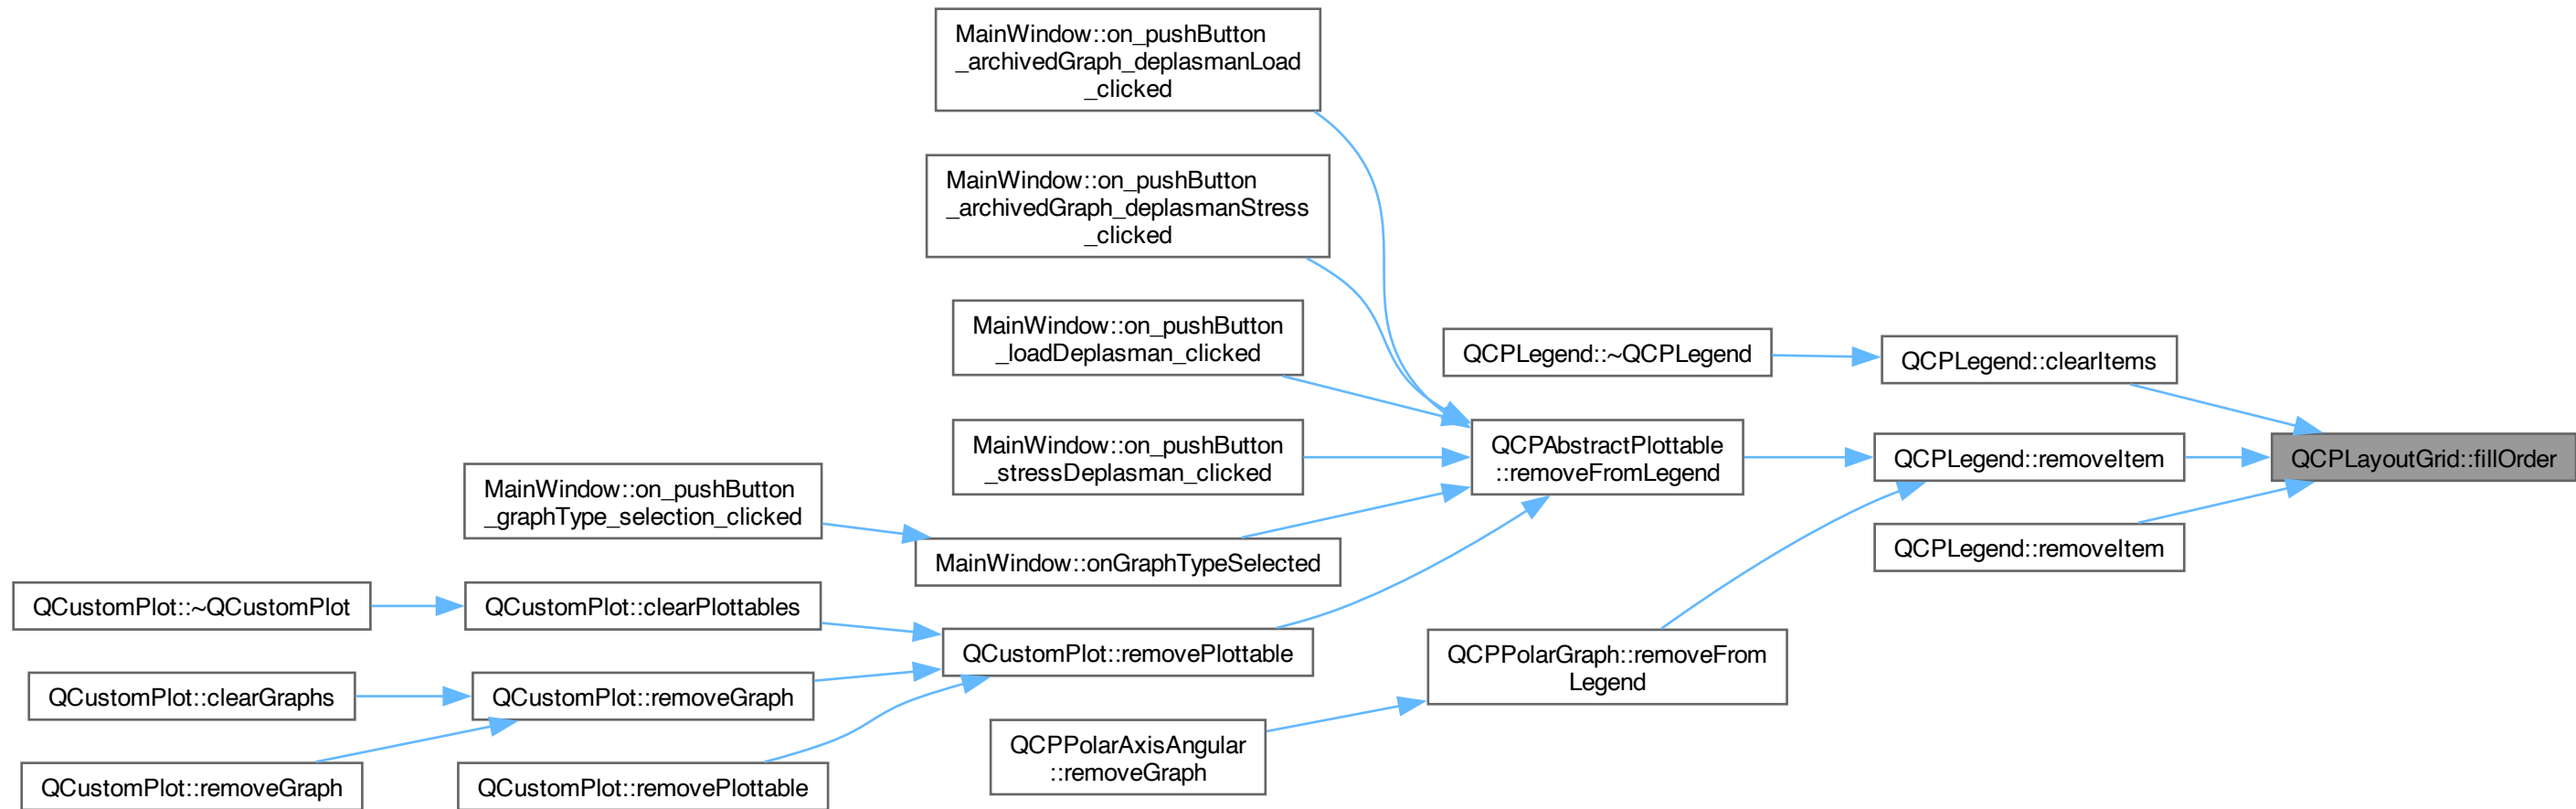 MainWindow::on_pushButton
_archivedGraph_deplasmanLoad
_clicked
MainWindow::on_pushButton
_archivedGraph_deplasmanStress
_clicked
MainWindow::on_pushButton
_loadDeplasman_clicked
QCPLegend::~QCPLegend
QCPLegend::clearItems
MainWindow::on_pushButton
_stressDeplasman_clicked
QCPAbstractPlottable
::removeFromLegend
QCPLegend::removeItem
QCPLayoutGrid::fillOrder
MainWindow::on_pushButton
_graphType_selection_clicked
MainWindow::onGraphTypeSelected
QCPLegend::removeItem
QCustomPlot::~QCustomPlot
QCustomPlot::clearPlottables
QCustomPlot::removePlottable
QCPPolarGraph::removeFrom
Legend
QCustomPlot::clearGraphs
QCustomPlot::removeGraph
QCPPolarAxisAngular
::removeGraph
QCustomPlot::removeGraph
QCustomPlot::removePlottable